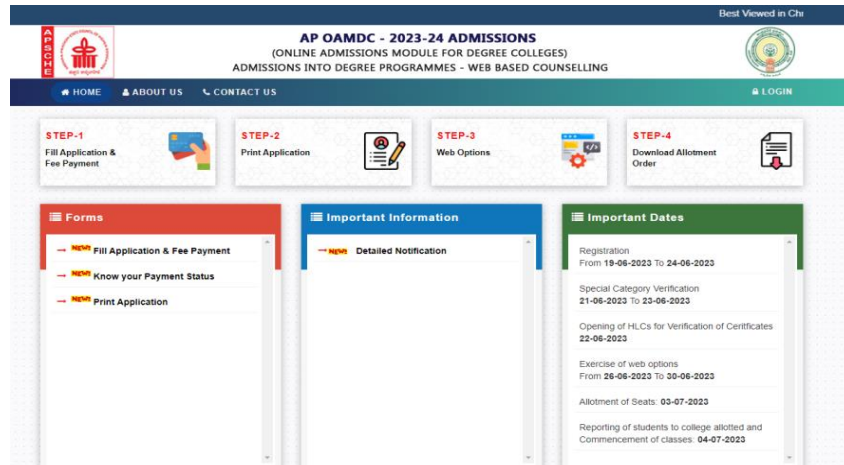 Best Viewed in Chr
APSCHE
AP OAMDC - 2023-24 ADMISSIONS
(ONLINE ADMISSIONS MODULE FOR DEGREE COLLEGES)
ADMISSIONS INTO DEGREE PROGRAMMES - WEB BASED COUNSELLING
HOME ABOUT US CONTACT US LOGIN
STEP-1
Fill Application &
Fee Payment
STEP-2
Print Application
STEP-3
Web Options
STEP-4
Download Allotment
Order
Forms
NEW! Fill Application & Fee Payment
NEW! Know your Payment Status
NEW! Print Application
Important Information
NEW! Detailed Notification
Important Dates
Registration
From 19-06-2023 To 24-06-2023
Special Category Verification
21-06-2023 To 23-06-2023
Opening of HLCs for Verification of Ceritficates
22-06-2023
Exercise of web options
From 26-06-2023 To 30-06-2023
Allotment of Seats: 03-07-2023
Reporting of students to college allotted and
Commencement of classes: 04-07-2023